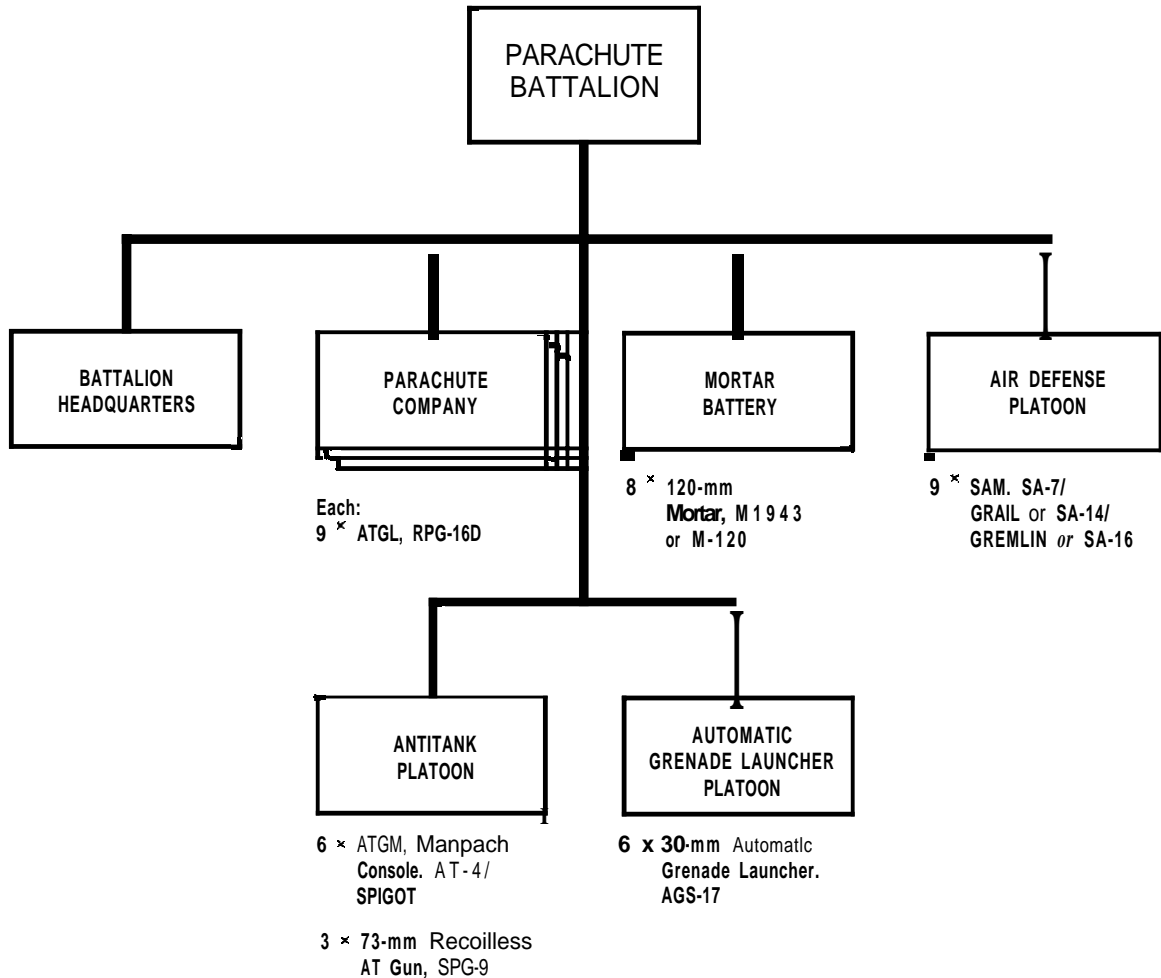 PARACHUTE
BATTALION
BATTALION
HEADQUARTERS
PARACHUTE
COMPANY
MORTAR
BATTERY
AIR DEFENSE
PLATOON
Each:
9 × ATGL, RPG-16D
8 × 120-mm
Mortar, M1943
or M-120
9 × SAM. SA-7/
GRAIL or SA-14/
GREMLIN or SA-16
ANTITANK
PLATOON
AUTOMATIC
GRENADE LAUNCHER
PLATOON
6 × ATGM, Manpach
Console. AT-4/
SPIGOT
3 × 73-mm Recoilless
AT Gun, SPG-9
6 x 30-mm Automatlc
Grenade Launcher.
AGS-17